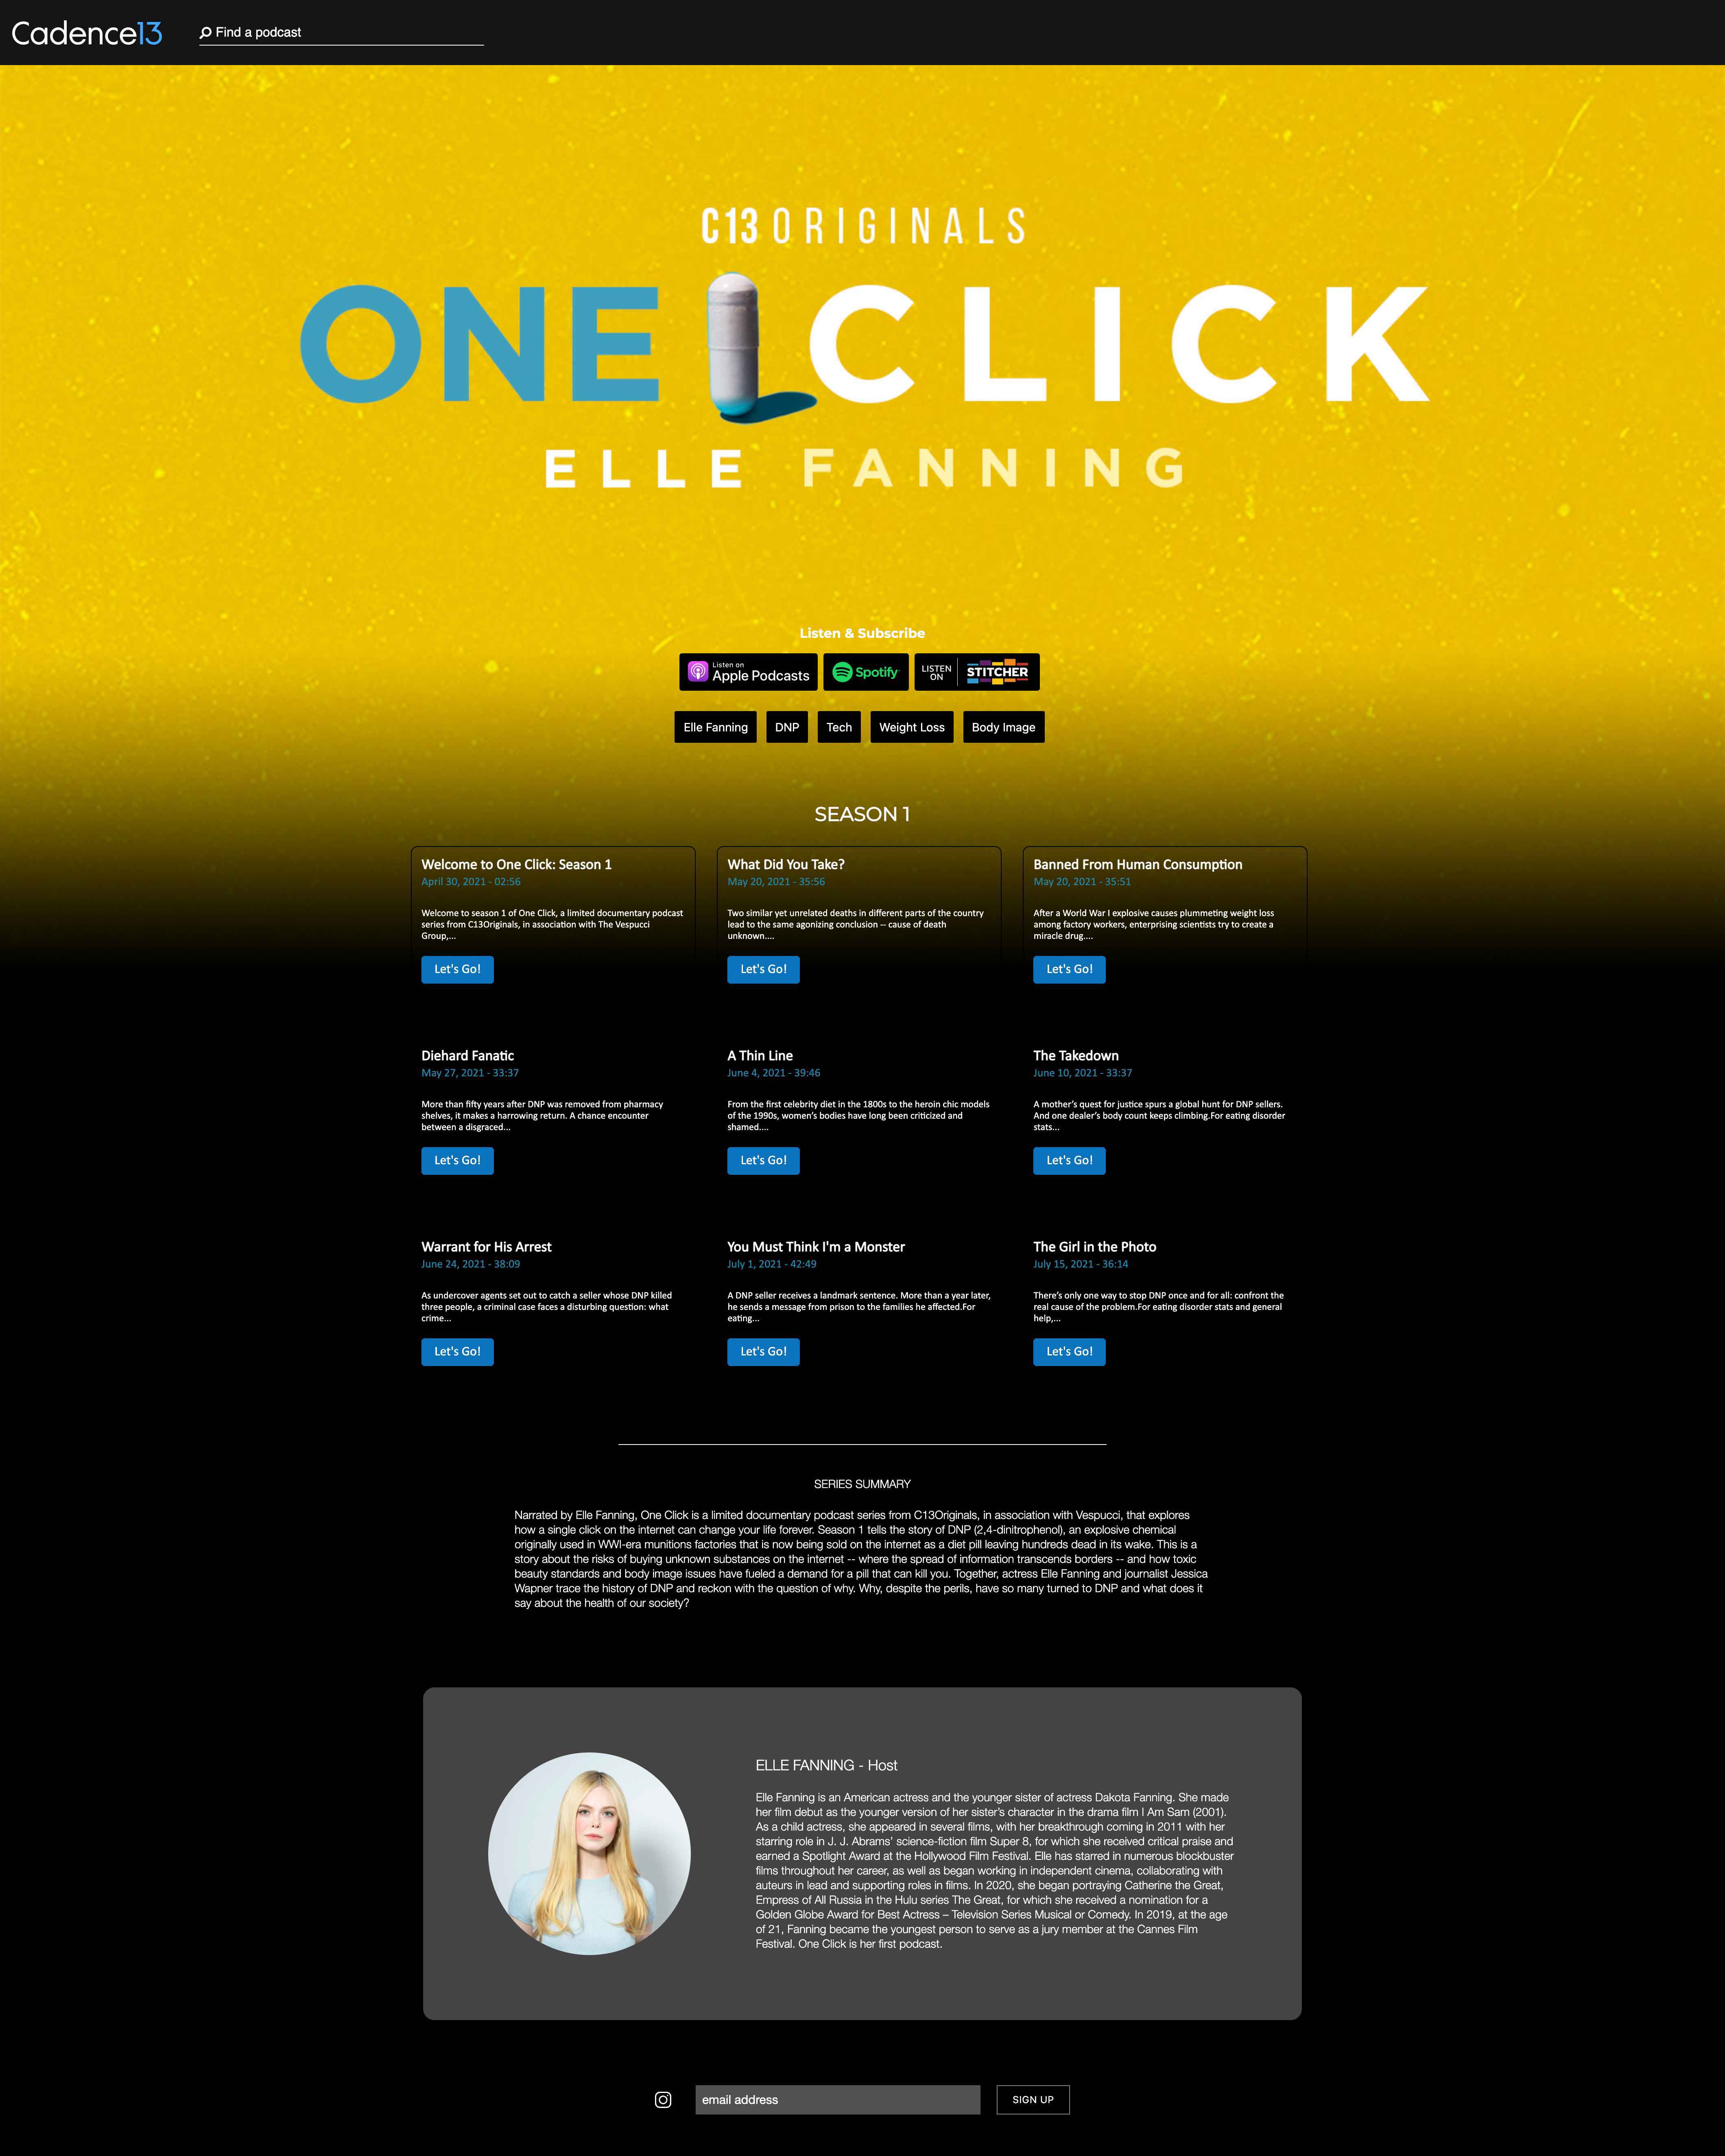 Cadence13
Find a podcast
C13 ORIGINALS
ONE CLICK
ELLE FANNING
Listen & Subscribe
Listen on
Apple Podcasts
Spotify
LISTEN
ON
STITCHER
Elle Fanning
DNP
Tech
Weight Loss
Body Image
SEASON 1
Welcome to One Click: Season 1
April 30, 2021 - 02:56
Welcome to season 1 of One Click, a limited documentary podcast
series from C13Originals, in association with The Vespucci
Group,...
Let's Go!
What Did You Take?
May 20, 2021 - 35:56
Two similar yet unrelated deaths in different parts of the country
lead to the same agonizing conclusion -- cause of death
unknown....
Let's Go!
Banned From Human Consumption
May 20, 2021 - 35:51
After a World War I explosive causes plummeting weight loss
among factory workers, enterprising scientists try to create a
miracle drug....
Let's Go!
Diehard Fanatic
May 27, 2021 - 33:37
More than fifty years after DNP was removed from pharmacy
shelves, it makes a harrowing return. A chance encounter
between a disgraced...
Let's Go!
A Thin Line
June 4, 2021 - 39:46
From the first celebrity diet in the 1800s to the heroin chic models
of the 1990s, women's bodies have long been criticized and
shamed....
Let's Go!
The Takedown
June 10, 2021 - 33:37
A mother's quest for justice spurs a global hunt for DNP sellers.
And one dealer's body count keeps climbing.For eating disorder
stats...
Let's Go!
Warrant for His Arrest
June 24, 2021 - 38:09
As undercover agents set out to catch a seller whose DNP killed
three people, a criminal case faces a disturbing question: what
crime...
Let's Go!
You Must Think I'm a Monster
July 1, 2021 - 42:49
A DNP seller receives a landmark sentence. More than a year later,
he sends a message from prison to the families he affected.For
eating...
Let's Go!
The Girl in the Photo
July 15, 2021 - 36:14
There's only one way to stop DNP once and for all: confront the
real cause of the problem.For eating disorder stats and general
help,...
Let's Go!
SERIES SUMMARY
Narrated by Elle Fanning, One Click is a limited documentary podcast series from C13Originals, in association with Vespucci, that explores
how a single click on the internet can change your life forever. Season 1 tells the story of DNP (2,4-dinitrophenol), an explosive chemical
originally used in WWI-era munitions factories that is now being sold on the internet as a diet pill leaving hundreds dead in its wake. This is a
story about the risks of buying unknown substances on the internet -- where the spread of information transcends borders -- and how toxic
beauty standards and body image issues have fueled a demand for a pill that can kill you. Together, actress Elle Fanning and journalist Jessica
Wapner trace the history of DNP and reckon with the question of why. Why, despite the perils, have so many turned to DNP and what does it
say about the health of our society?
ELLE FANNING - Host
Elle Fanning is an American actress and the younger sister of actress Dakota Fanning. She made
her film debut as the younger version of her sister's character in the drama film I Am Sam (2001).
As a child actress, she appeared in several films, with her breakthrough coming in 2011 with her
starring role in J. J. Abrams' science-fiction film Super 8, for which she received critical praise and
earned a Spotlight Award at the Hollywood Film Festival. Elle has starred in numerous blockbuster
films throughout her career, as well as began working in independent cinema, collaborating with
auteurs in lead and supporting roles in films. In 2020, she began portraying Catherine the Great,
Empress of All Russia in the Hulu series The Great, for which she received a nomination for a
Golden Globe Award for Best Actress – Television Series Musical or Comedy. In 2019, at the age
of 21, Fanning became the youngest person to serve as a jury member at the Cannes Film
Festival. One Click is her first podcast.
email address
SIGN UP